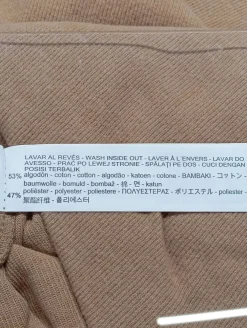 LAVAR AL REVÉS - WASH INSIDE OUT - LAVER À L'ENVERS - LAVAR DO
AVESSO - PRAĆ PO LEWEJ STRONIE - SPĂLAȚI PE DOS - CUCI DENGAN
POSISI TERBALIK
53% algodón - coton - cotton - algodão - katoen - cotone - ΒΑΜΒΑΚΙ - コットン -
baumwolle - bomuld - bombaž - 棉 - 면 - katun
47% poliéster - polyester - poliestere - ΠΟΛΥΕΣΤΕΡΑΣ - ポリエステル - poliester -
聚酯纤维 - 폴리에스터